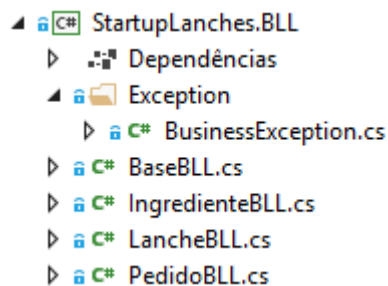 C# StartupLanches.BLL
Dependências
Exception
C# BusinessException.cs
C# BaseBLL.cs
C# IngredienteBLL.cs
C# LancheBLL.cs
C# PedidoBLL.cs